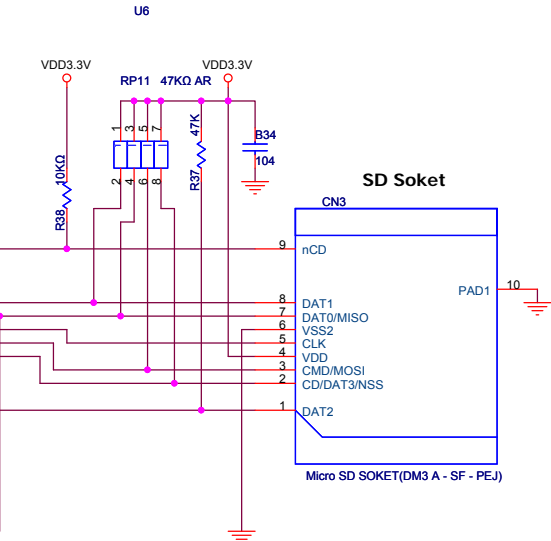 U6
VDD3.3V
VDD3.3V
RP11 47KΩ AR
1 3 5 7
2 4 6 8
R38 10KΩ
R37 47K
B34
104
SD Soket
CN3
9 nCD
PAD1 10
8 DAT1
7 DAT0/MISO
6 VSS2
5 CLK
4 VDD
3 CMD/MOSI
2 CD/DAT3/NSS
1 DAT2
Micro SD SOKET(DM3 A - SF - PEJ)